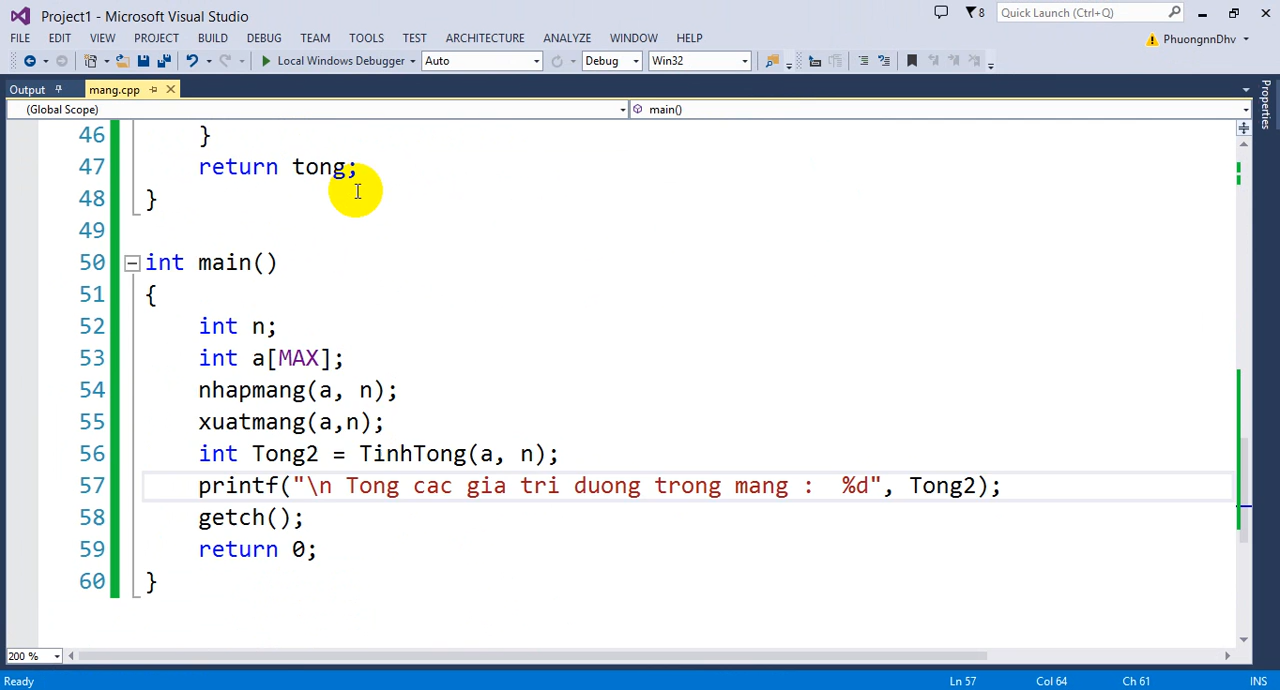 Project1 - Microsoft Visual Studio
8
Quick Launch (Ctrl+Q)
FILE EDIT VIEW PROJECT BUILD DEBUG TEAM TOOLS TEST ARCHITECTURE ANALYZE WINDOW HELP
PhuongnnDhv
Local Windows Debugger Auto Debug Win32
Output mang.cpp
(Global Scope) main()
Properties
46 }
47 return tong;
48 }
49
50 int main()
51 {
52 int n;
53 int a[MAX];
54 nhapmang(a, n);
55 xuatmang(a,n);
56 int Tong2 = TinhTong(a, n);
57 printf("\n Tong cac gia tri duong trong mang :  %d", Tong2);
58 getch();
59 return 0;
60 }
200 %
Ready Ln 57 Col 64 Ch 61 INS